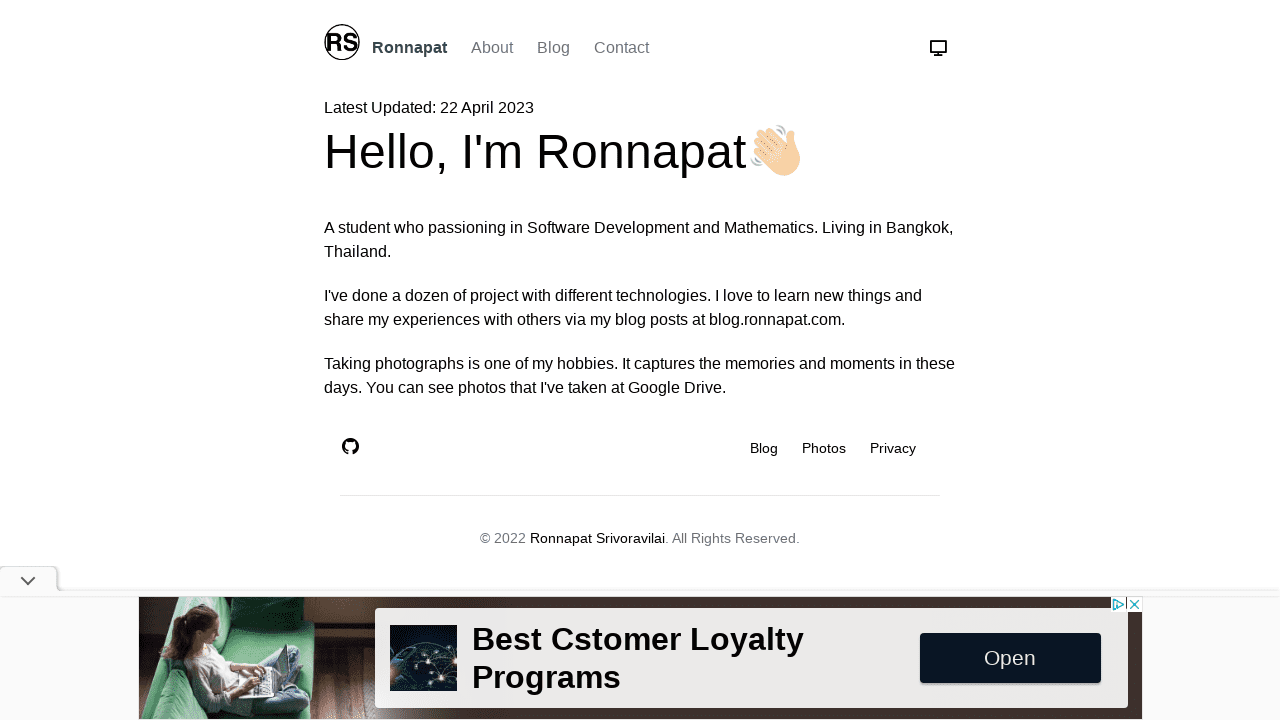 RS
Ronnapat About Blog Contact
Latest Updated: 22 April 2023
Hello, I'm Ronnapat
A student who passioning in Software Development and Mathematics. Living in Bangkok,
Thailand.
I've done a dozen of project with different technologies. I love to learn new things and
share my experiences with others via my blog posts at blog.ronnapat.com.
Taking photographs is one of my hobbies. It captures the memories and moments in these
days. You can see photos that I've taken at Google Drive.
Blog Photos Privacy
© 2022 Ronnapat Srivoravilai. All Rights Reserved.
Best Cstomer Loyalty
Programs
Open